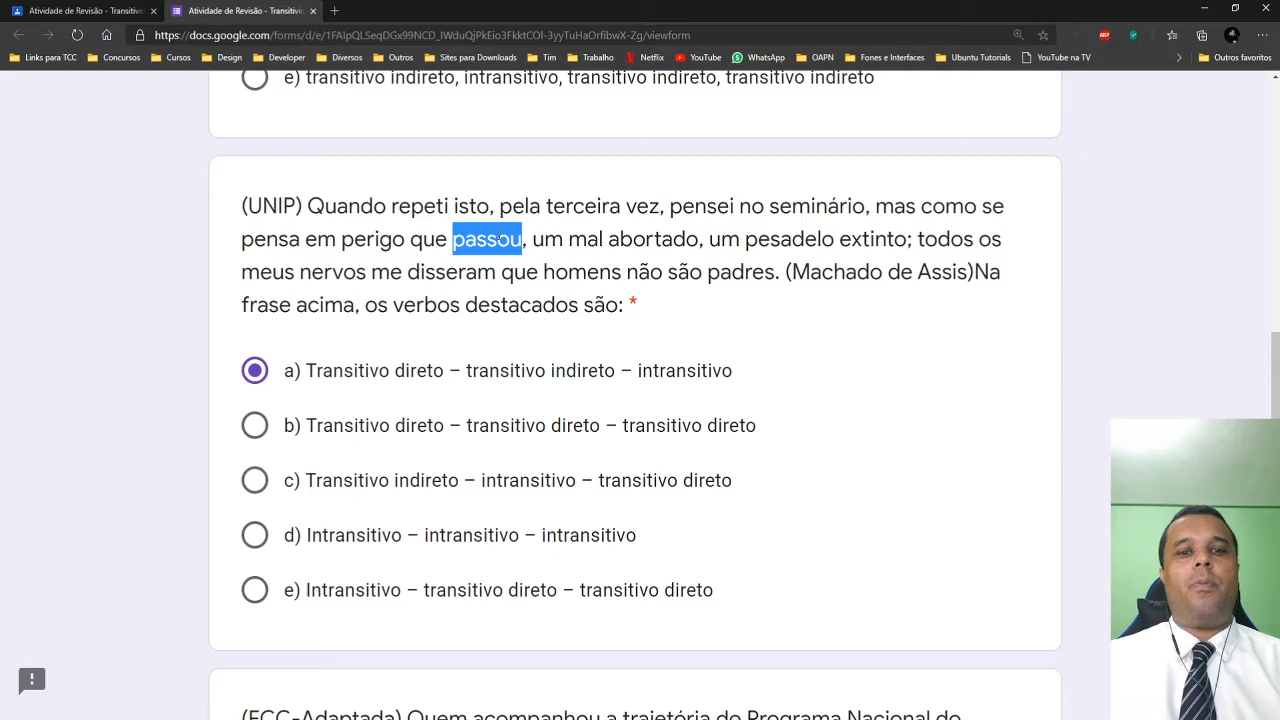 Atividade de Revisão - Transitivi
Atividade de Revisão - Transitivi
https://docs.google.com/forms/d/e/1FAIpQLSeqDGx99NCD_IWduQjPkEio3FkktCOl-3yyTuHaOrfibwX-Zg/viewform
Links para TCC Concursos Cursos Design Developer Diversos Outros Sites para Downloads Tim Trabalho Netflix YouTube WhatsApp OAPN Fones e Interfaces Ubuntu Tutorials YouTube na TV Outros favoritos
e) transitivo indireto, intransitivo, transitivo indireto, transitivo indireto
(UNIP) Quando repeti isto, pela terceira vez, pensei no seminário, mas como se
pensa em perigo que passou, um mal abortado, um pesadelo extinto; todos os
meus nervos me disseram que homens não são padres. (Machado de Assis)Na
frase acima, os verbos destacados são: *
a) Transitivo direto – transitivo indireto – intransitivo
b) Transitivo direto – transitivo direto – transitivo direto
c) Transitivo indireto – intransitivo – transitivo direto
d) Intransitivo – intransitivo – intransitivo
e) Intransitivo – transitivo direto – transitivo direto
(FCC-Adaptada) Quem acompanhou a trajetória do Programa Nacional do